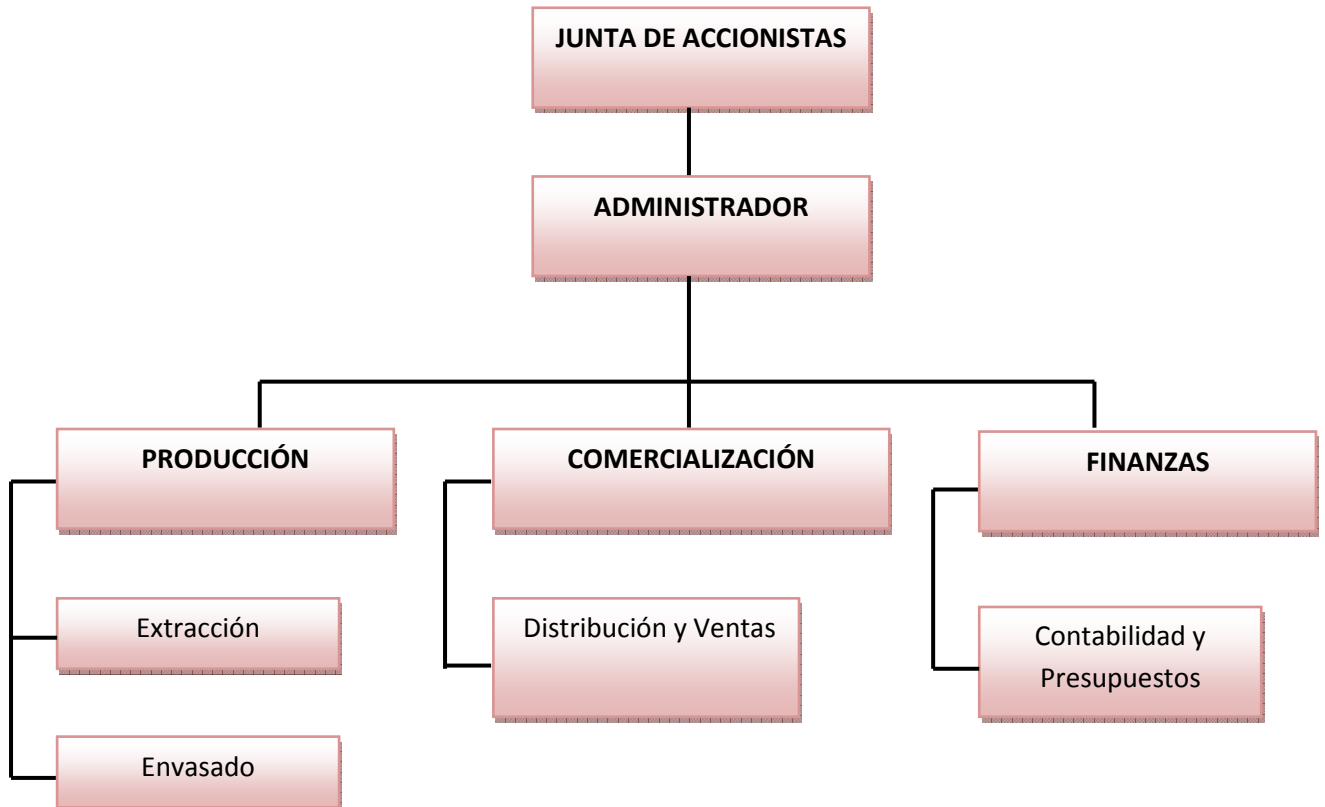 JUNTA DE ACCIONISTAS
ADMINISTRADOR
PRODUCCIÓN
COMERCIALIZACIÓN
FINANZAS
Extracción
Distribución y Ventas
Contabilidad y
Presupuestos
Envasado